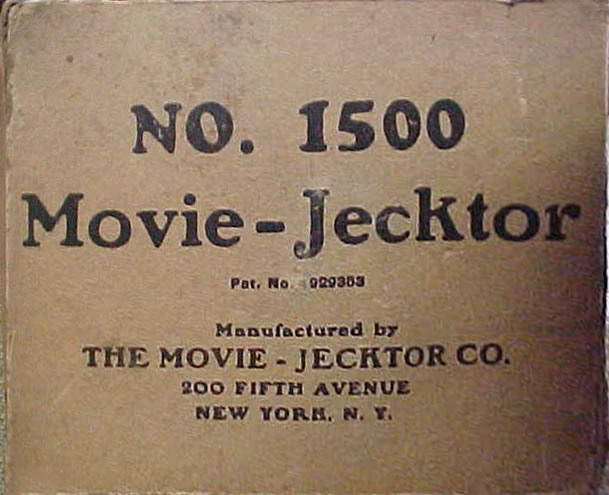 NO. 1500
Movie-Jecktor
Pat. No. 1929353
Manufactured by
THE MOVIE-JECKTOR CO.
200 FIFTH AVENUE
NEW YORK, N. Y.